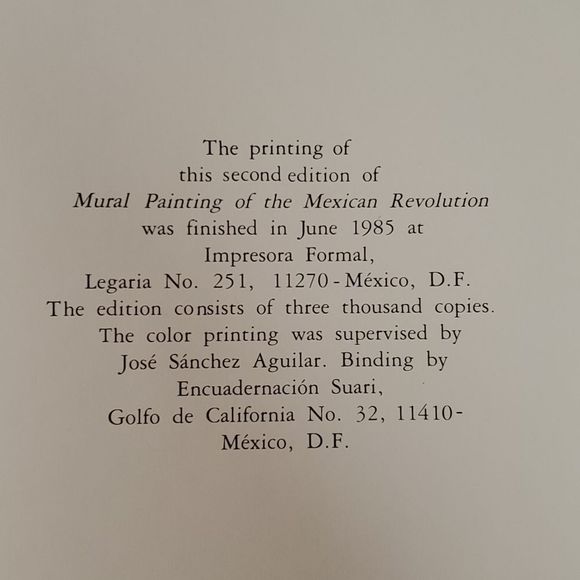 The printing of
this second edition of
Mural Painting of the Mexican Revolution
was finished in June 1985 at
Impresora Formal,
Legaria No. 251, 11270 - México, D.F.
The edition consists of three thousand copies.
The color printing was supervised by
José Sánchez Aguilar. Binding by
Encuadernación Suari,
Golfo de California No. 32, 11410-
México, D.F.